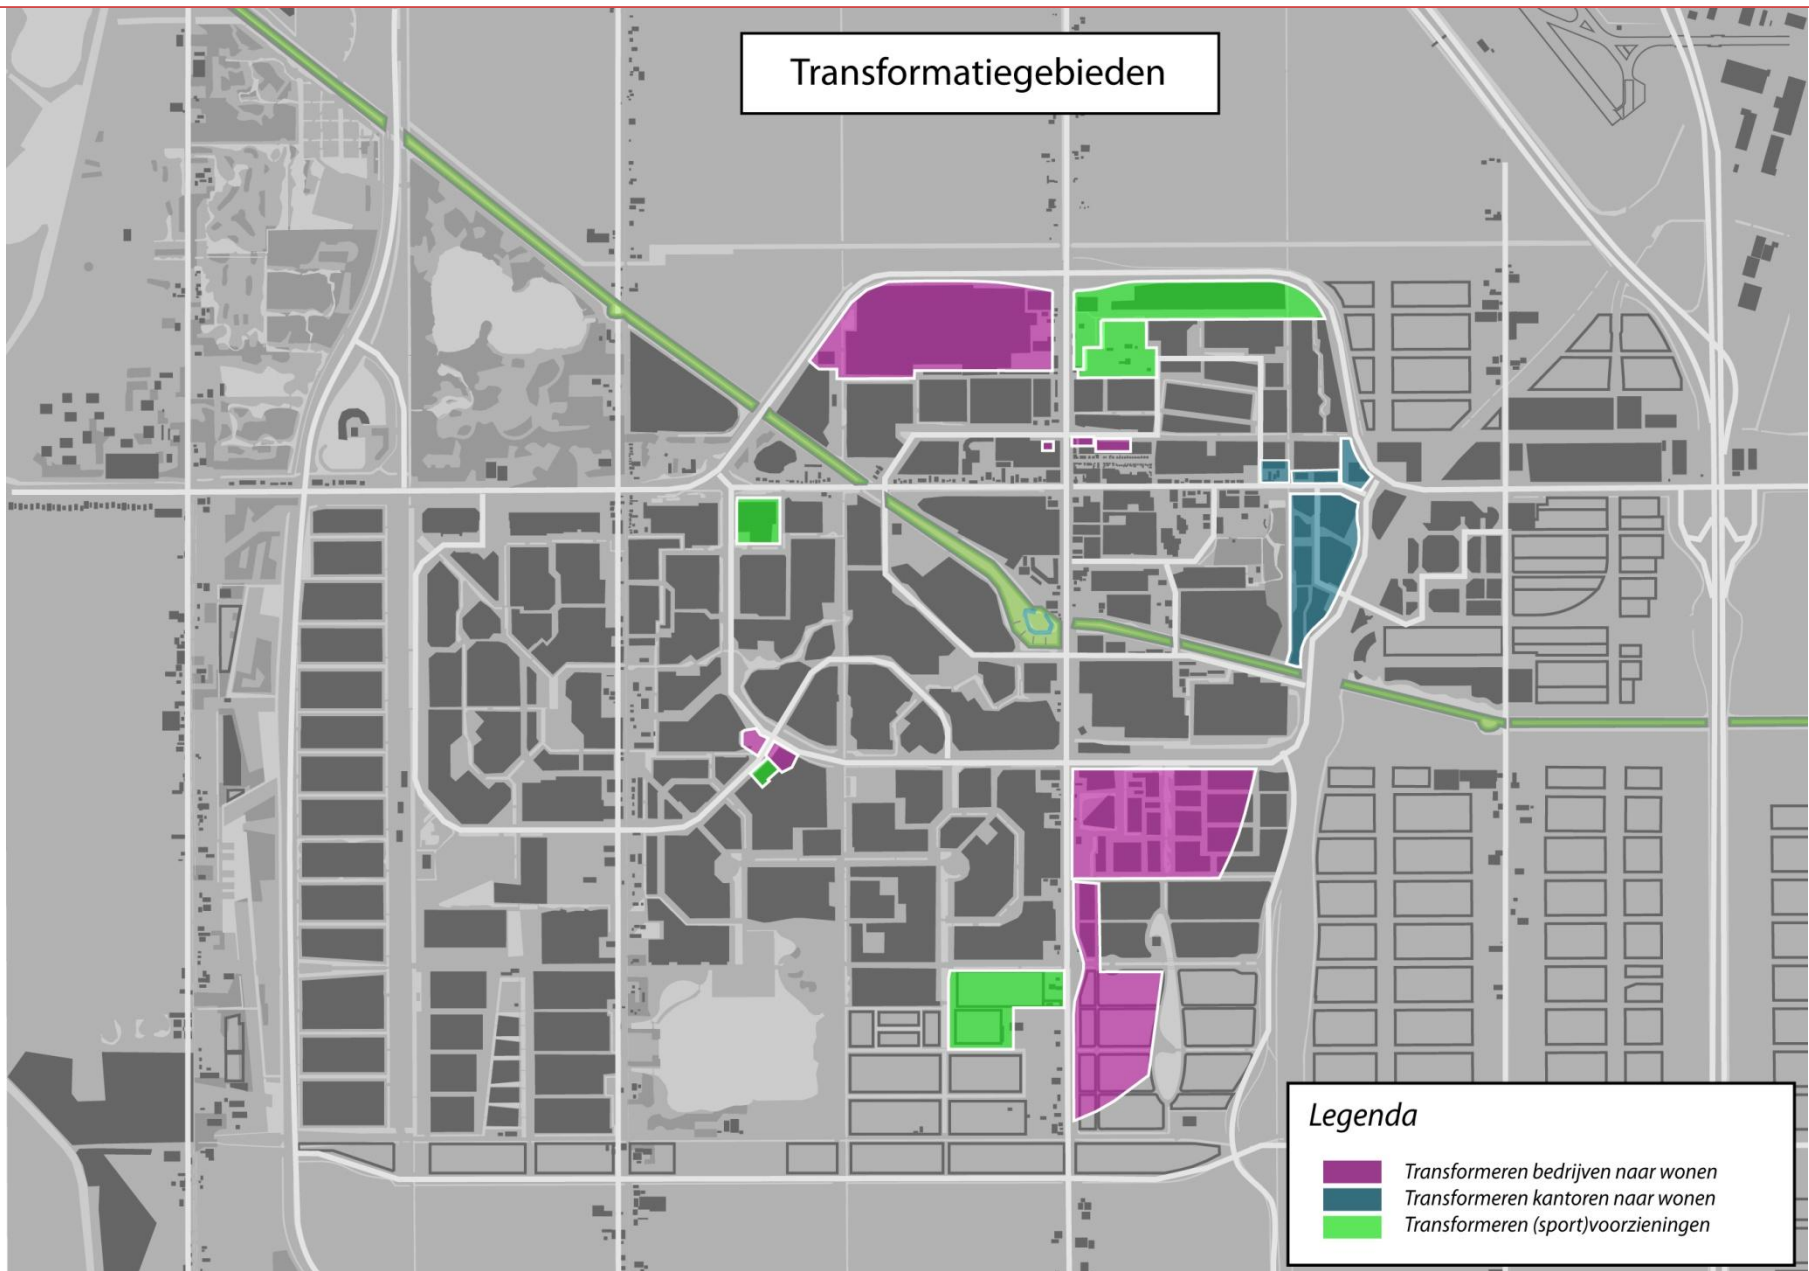 Transformatiegebieden
Legenda
Transformeren bedrijven naar wonen
Transformeren kantoren naar wonen
Transformeren (sport)voorzieningen